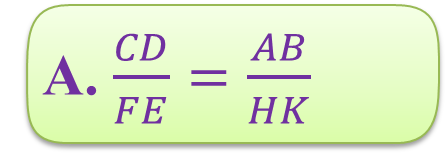 A. CD/FE = AB/HK